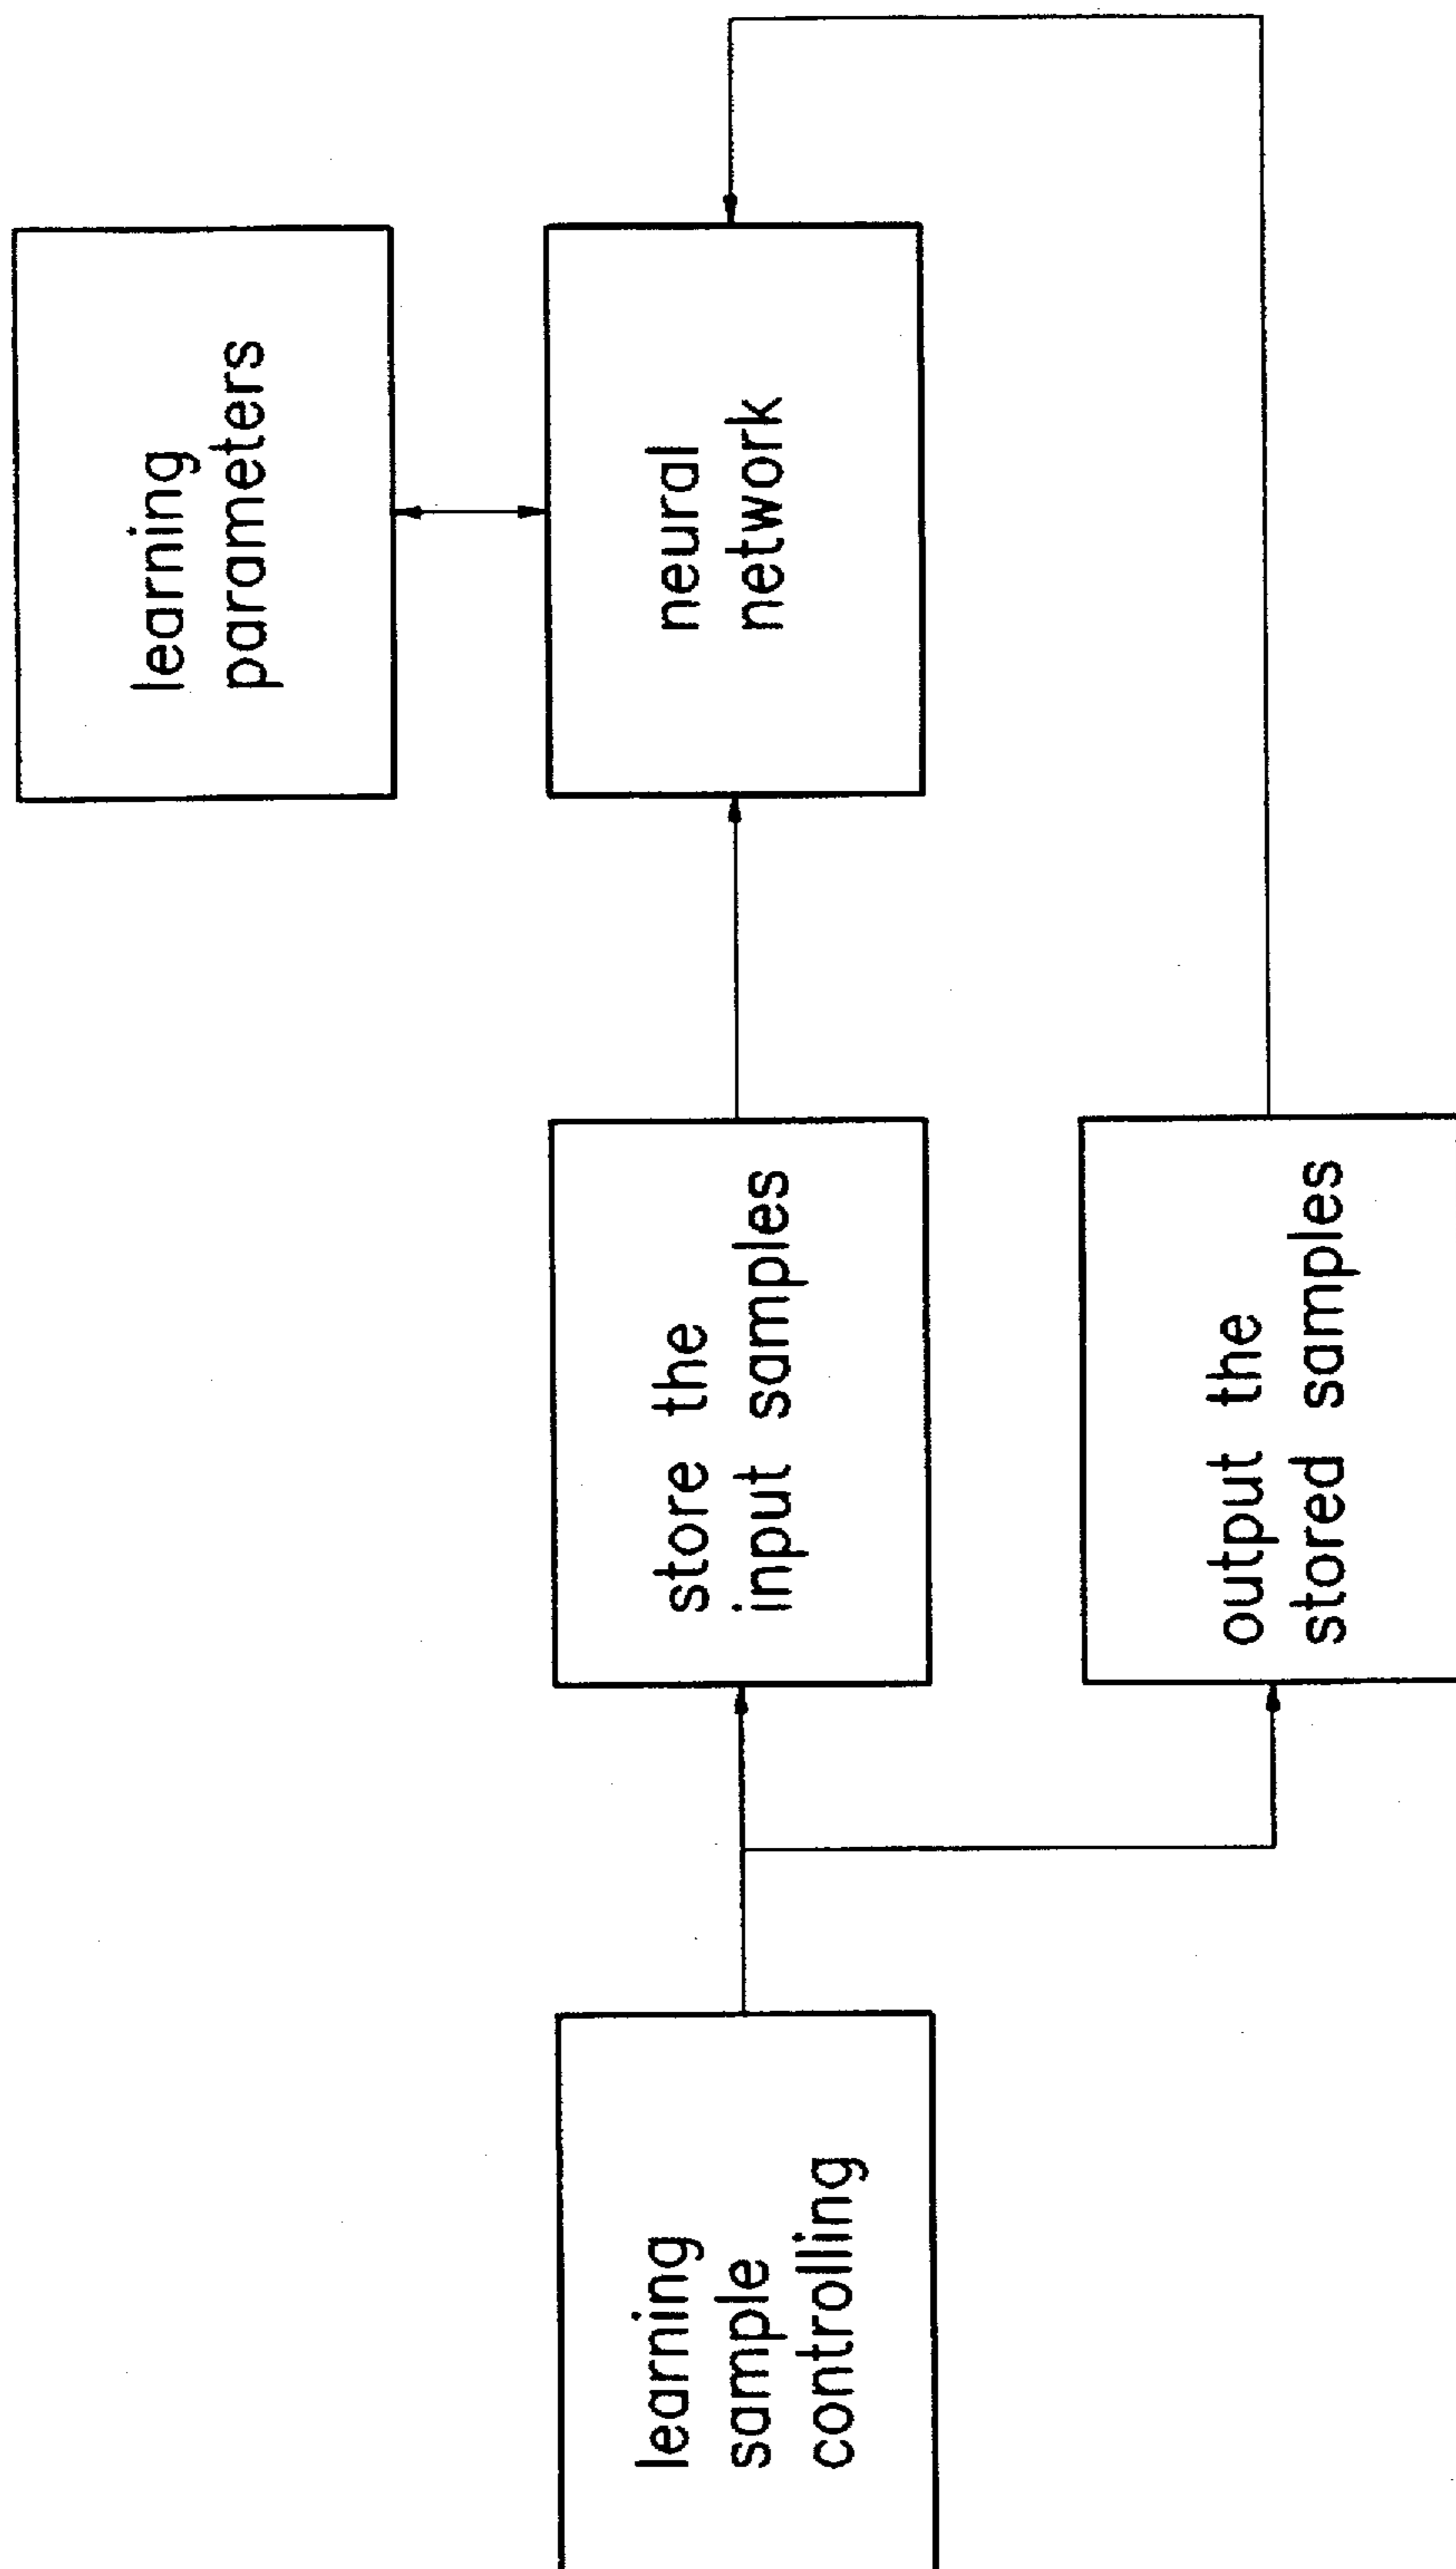 learning
parameters
learning
sample
controlling
store the
input samples
neural
network
output the
stored samples